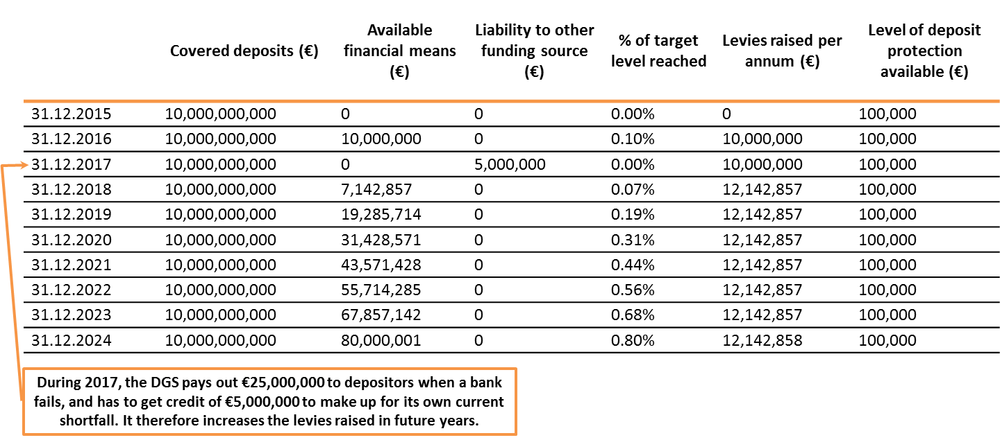 Covered deposits (€) Available financial means (€) Liability to other funding source (€) % of target level reached Levies raised per annum (€) Level of deposit protection available (€)
31.12.2015 10,000,000,000 0 0 0.00% 0 100,000
31.12.2016 10,000,000,000 10,000,000 0 0.10% 10,000,000 100,000
31.12.2017 10,000,000,000 0 5,000,000 0.00% 10,000,000 100,000
31.12.2018 10,000,000,000 7,142,857 0 0.07% 12,142,857 100,000
31.12.2019 10,000,000,000 19,285,714 0 0.19% 12,142,857 100,000
31.12.2020 10,000,000,000 31,428,571 0 0.31% 12,142,857 100,000
31.12.2021 10,000,000,000 43,571,428 0 0.44% 12,142,857 100,000
31.12.2022 10,000,000,000 55,714,285 0 0.56% 12,142,857 100,000
31.12.2023 10,000,000,000 67,857,142 0 0.68% 12,142,857 100,000
31.12.2024 10,000,000,000 80,000,001 0 0.80% 12,142,858 100,000
During 2017, the DGS pays out €25,000,000 to depositors when a bank
fails, and has to get credit of €5,000,000 to make up for its own current
shortfall. It therefore increases the levies raised in future years.